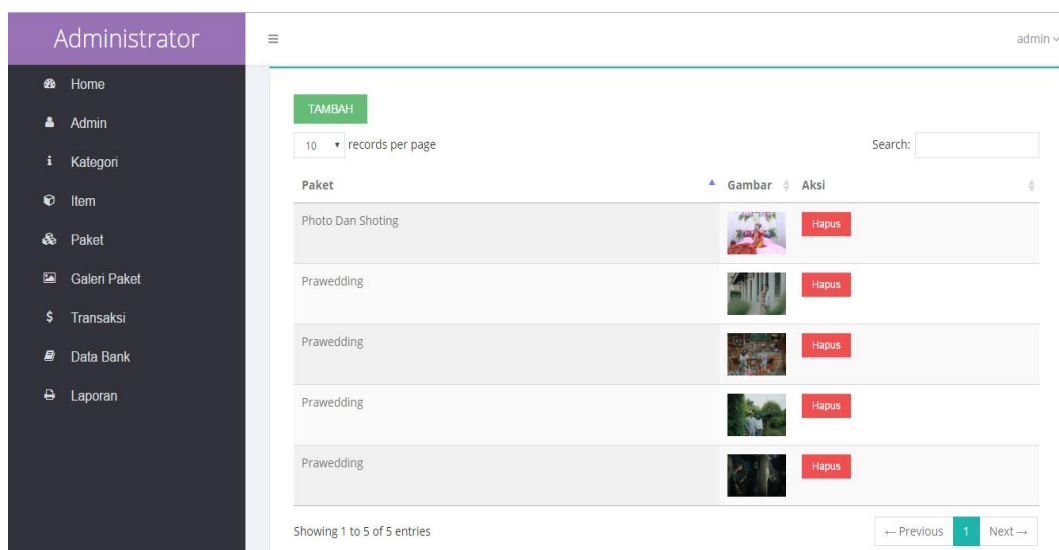 Administrator
admin
Home
Admin
Kategori
Item
Paket
Galeri Paket
Transaksi
Data Bank
Laporan
TAMBAH
10 records per page
Search:
Paket Gambar Aksi
Photo Dan Shoting Hapus
Prawedding Hapus
Prawedding Hapus
Prawedding Hapus
Prawedding Hapus
Showing 1 to 5 of 5 entries
← Previous 1 Next →